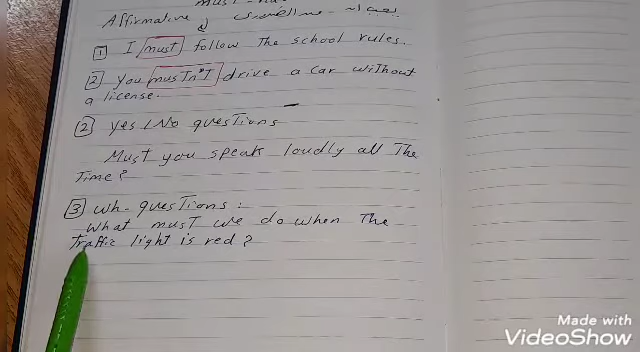 Must
Affirmative
1 I must follow The school rules.
2 you musTn'T drive a car without
a license.
2 yes / No quesTions
MusT you speak loudly all The
Time?
3 wh- quesTions:
What musT we do when The
Traffic light is red?
Made with
VideoShow